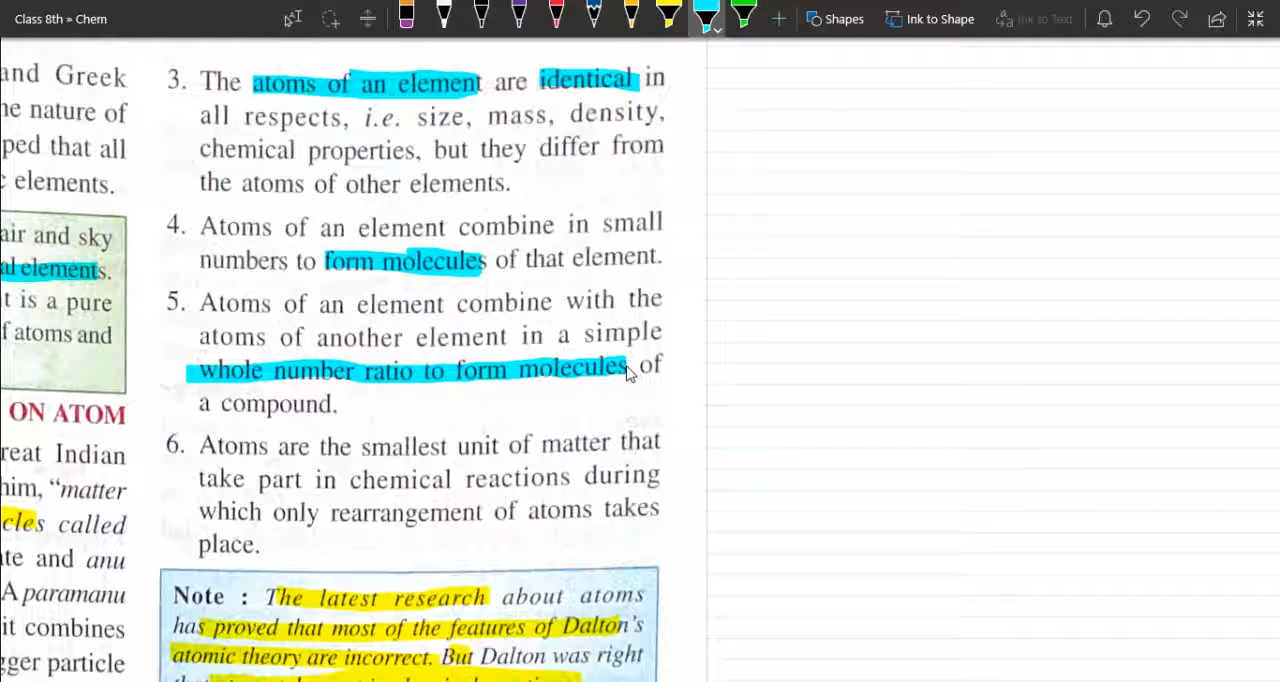 Class 8th » Chem
Shapes
Ink to Shape
Ink to Text
and Greek
nature of
ped that all
elements.
air and sky
al elements.
t is a pure
f atoms and
ON ATOM
reat Indian
him, “matter
cles called
and anu
A paramanu
it combines
gger particle
3. The atoms of an element are identical in
all respects, i.e. size, mass, density,
chemical properties, but they differ from
the atoms of other elements.
4. Atoms of an element combine in small
numbers to form molecules of that element.
5. Atoms of an element combine with the
atoms of another element in a simple
whole number ratio to form molecules of
a compound.
6. Atoms are the smallest unit of matter that
take part in chemical reactions during
which only rearrangement of atoms takes
place.
Note : The latest research about atoms
has proved that most of the features of Dalton’s
atomic theory are incorrect. But Dalton was right